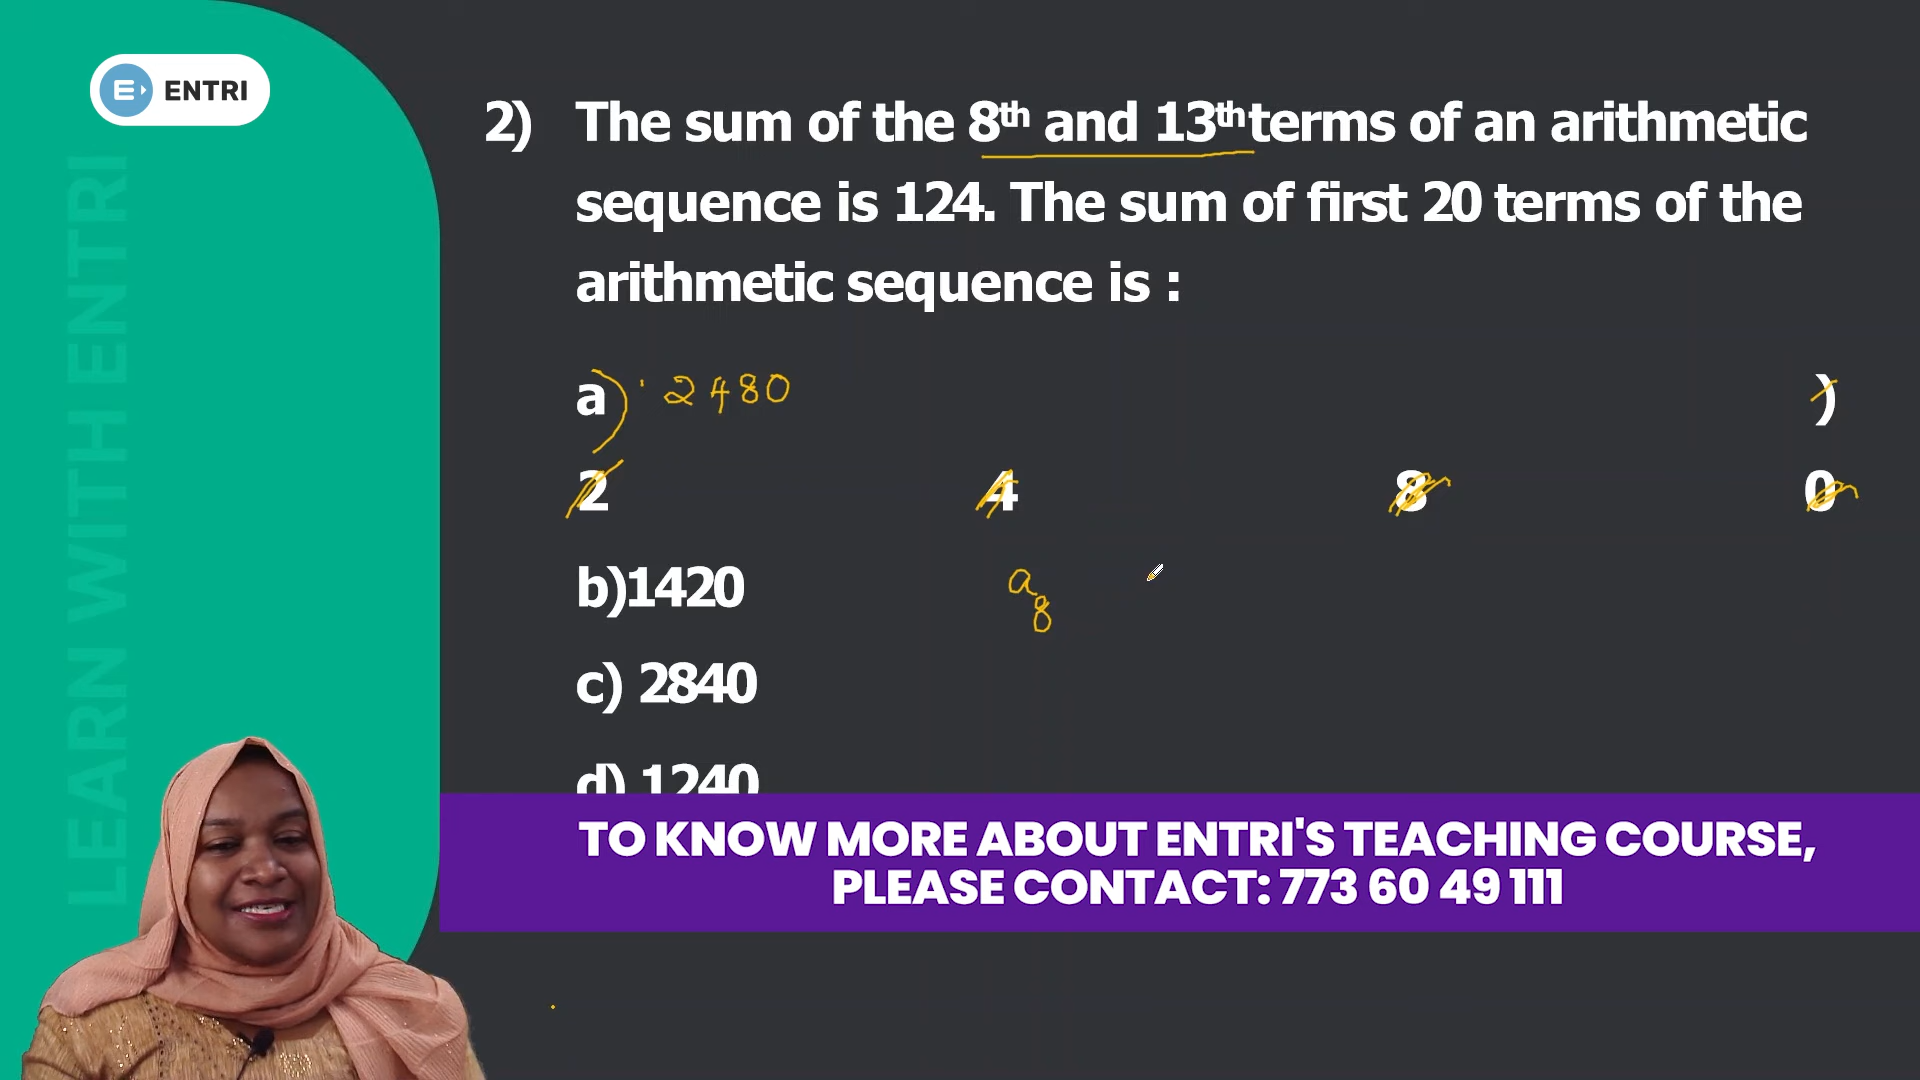 ENTRI
LEARN WITH ENTRI
2) The sum of the 8th and 13th terms of an arithmetic
sequence is 124. The sum of first 20 terms of the
arithmetic sequence is :
a ) 2480 )
2 4 8 0
b)1420 a8
c) 2840
d) 1240
TO KNOW MORE ABOUT ENTRI'S TEACHING COURSE,
PLEASE CONTACT: 773 60 49 111